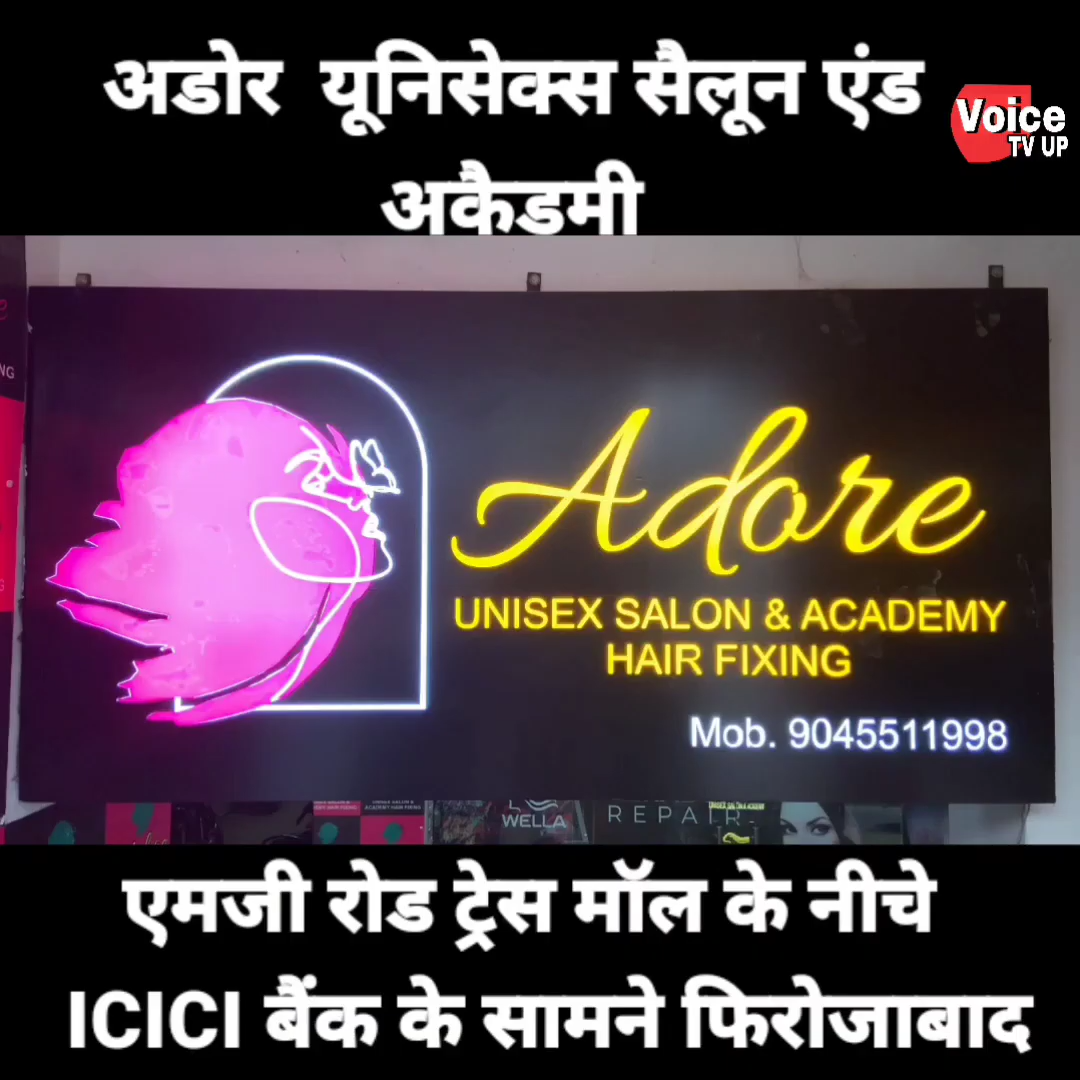 अडोर यूनिसेक्स सैलून एंड
अकैडमी
Voice
TV UP
NG
Adore
UNISEX SALON & ACADEMY
HAIR FIXING
Mob. 9045511998
WELLA
REPAIR
एमजी रोड ट्रेस मॉल के नीचे
ICICI बैंक के सामने फिरोजाबाद